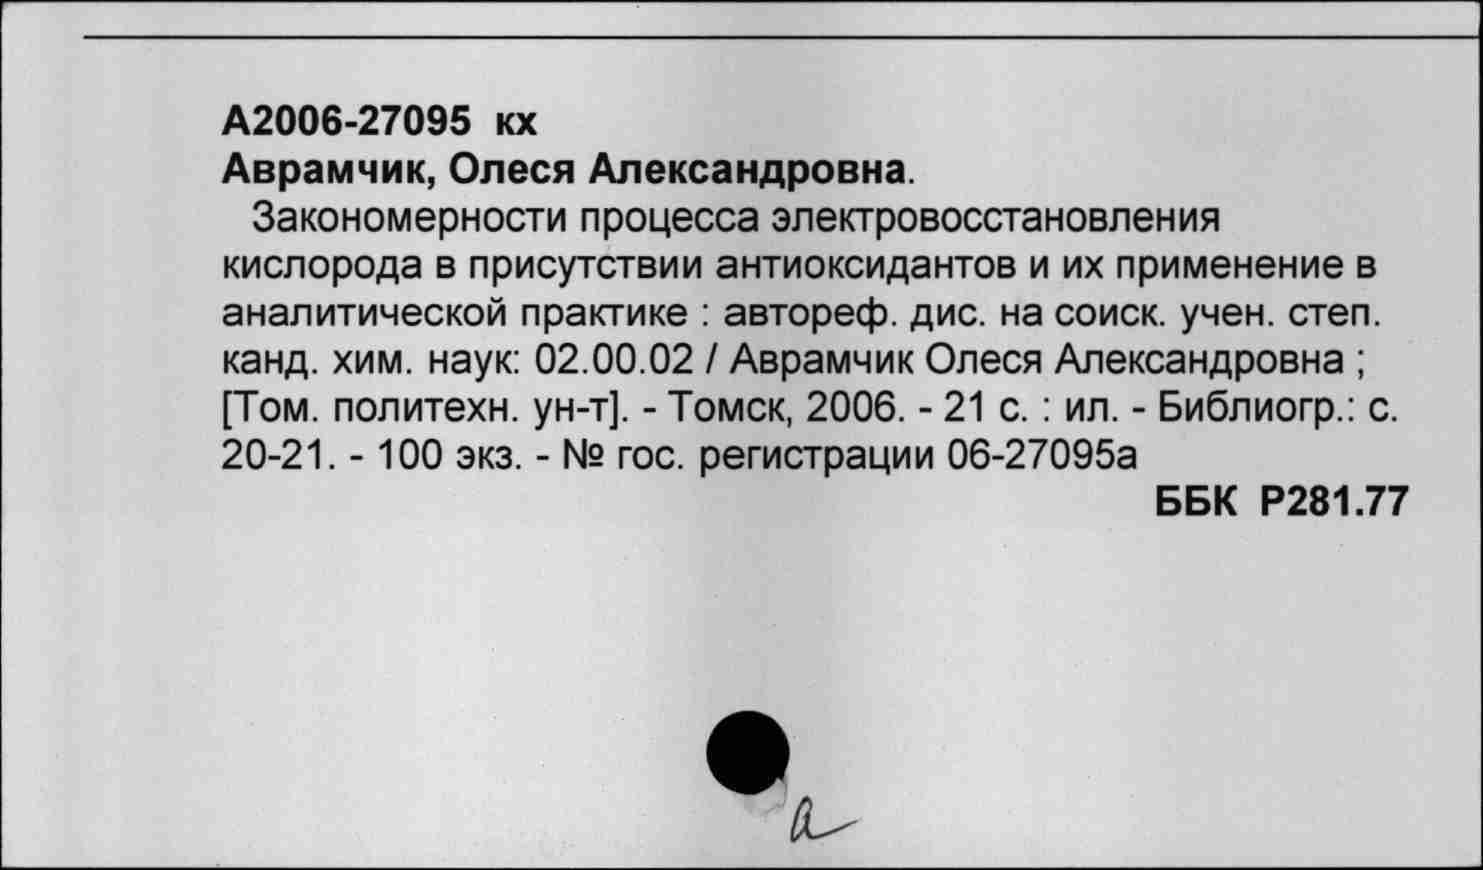 А2006-27095 кх
Аврамчик, Олеся Александровна.
Закономерности процесса электровосстановления
кислорода в присутствии антиоксидантов и их применение в
аналитической практике : автореф. дис. на соиск. учен. степ.
канд. хим. наук: 02.00.02 / Аврамчик Олеся Александровна ;
[Том. политехн. ун-т]. - Томск, 2006. - 21 с. : ил. - Библиогр.: с.
20-21. - 100 экз. - № гос. регистрации 06-27095а
ББК Р281.77
а